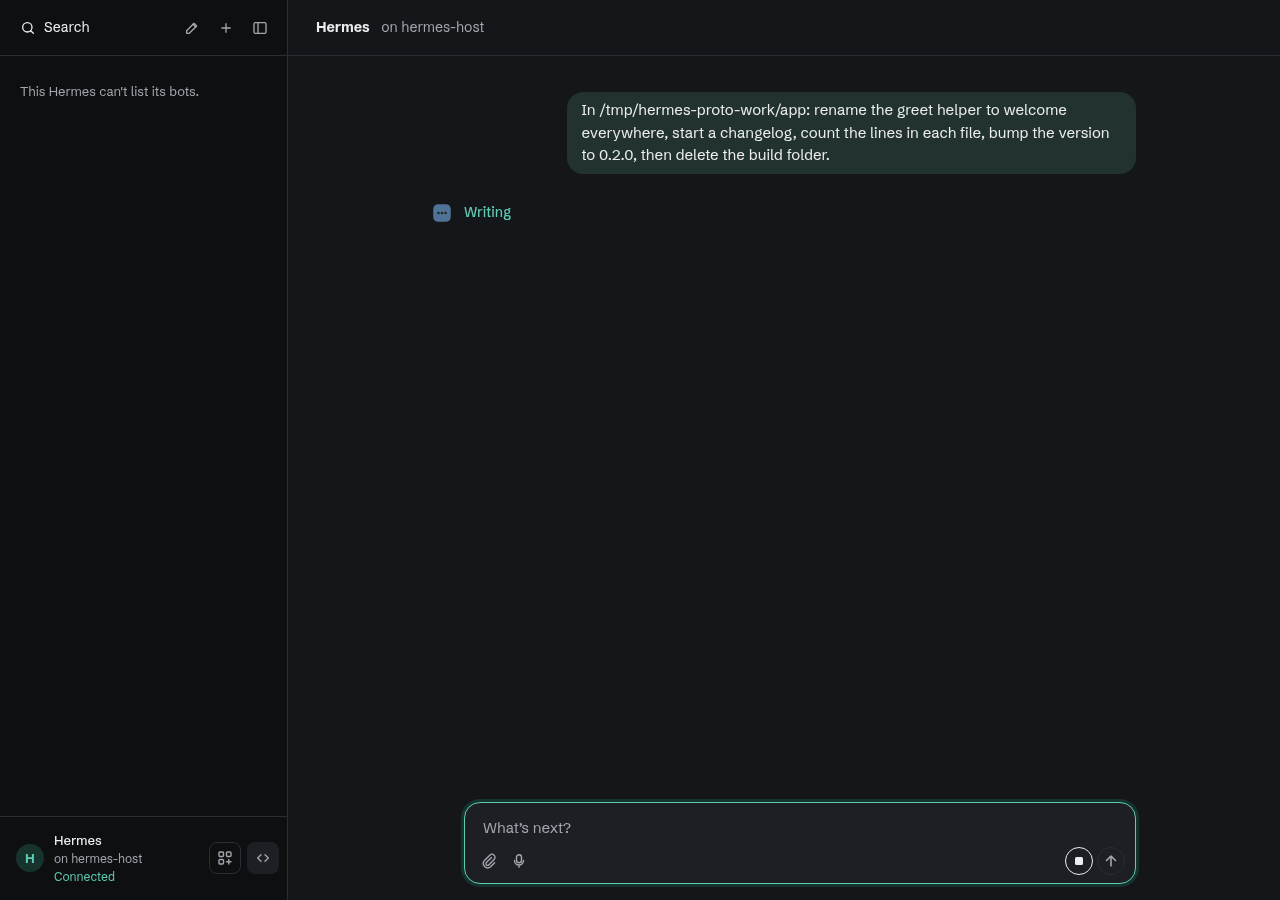 Search
This Hermes can't list its bots.
Hermes on hermes-host
In /tmp/hermes-proto-work/app: rename the greet helper to welcome
everywhere, start a changelog, count the lines in each file, bump the version
to 0.2.0, then delete the build folder.
Writing
What's next?
Hermes
H
on hermes-host
Connected